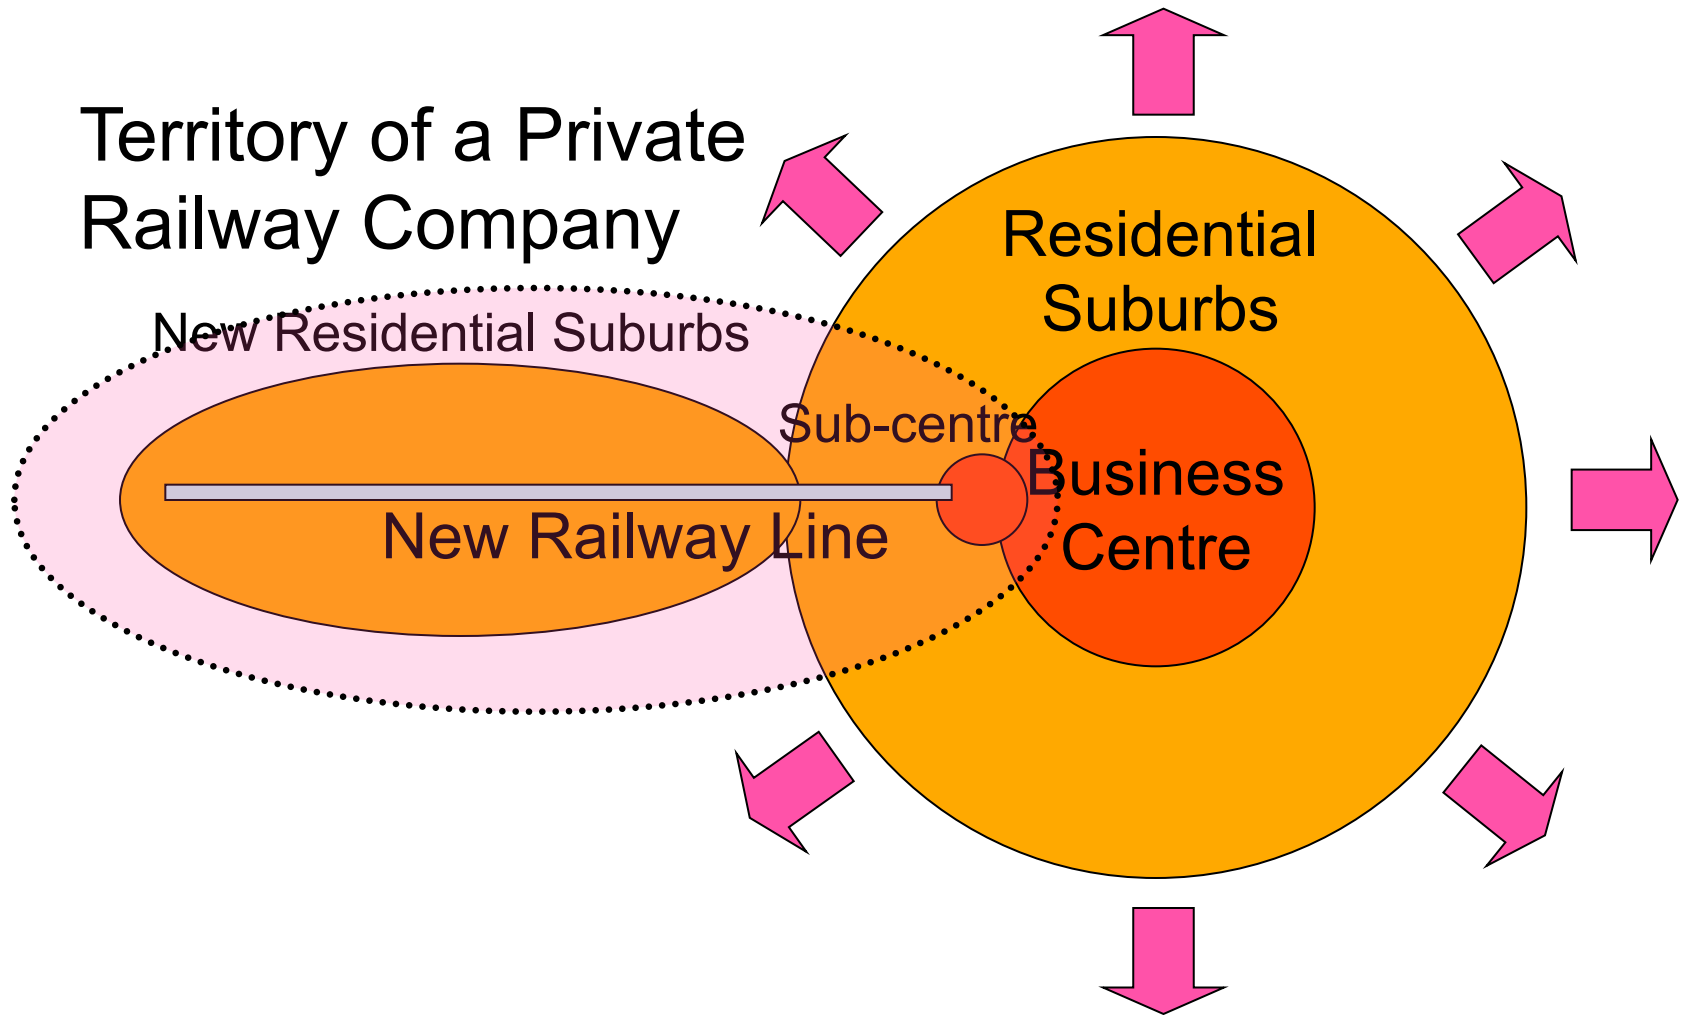 Territory of a Private
Railway Company
New Residential Suburbs
Residential
Suburbs
Sub-centre
Business
Centre
New Railway Line